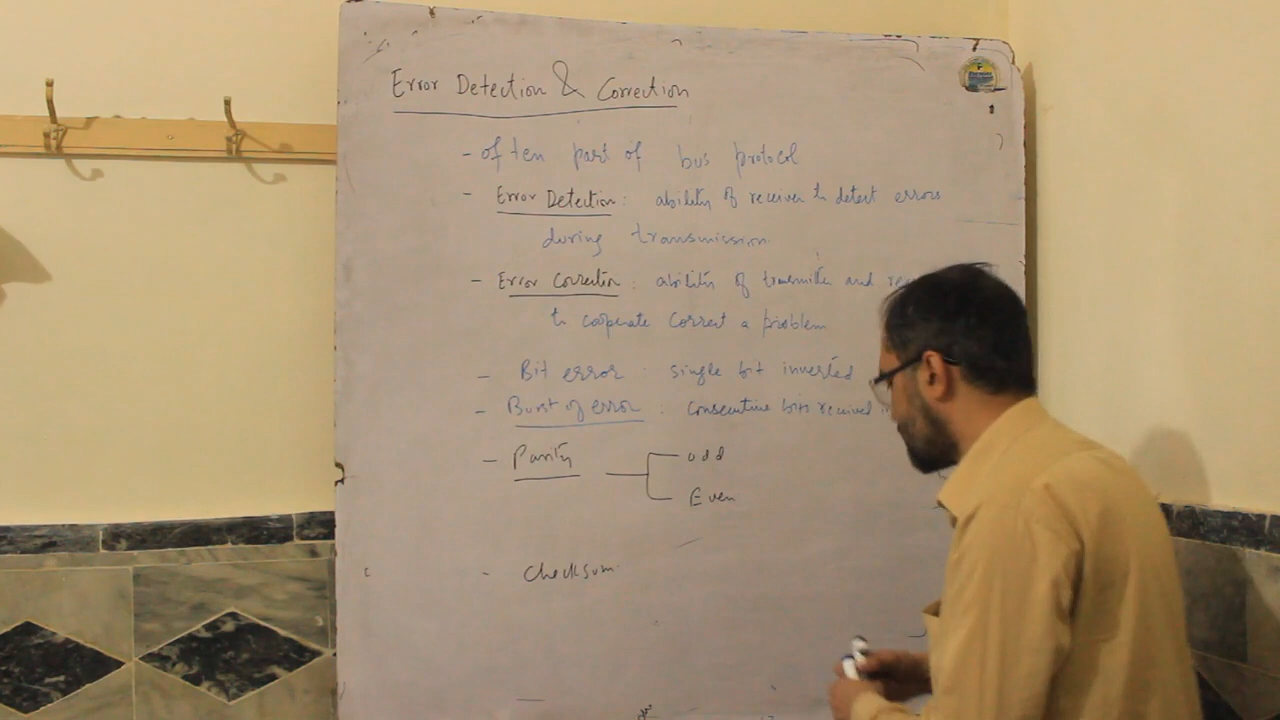 Error Detection & Correction
- often part of bus protocol
- Error Detection : ability of receiver to detect errors
during transmission.
- Error Correction : ability of transmitter and
to cooperate correct a problem
- Bit error : single bit inverted
- Burst of error : consecutive bits received
- Parity odd
Even
- Checksum